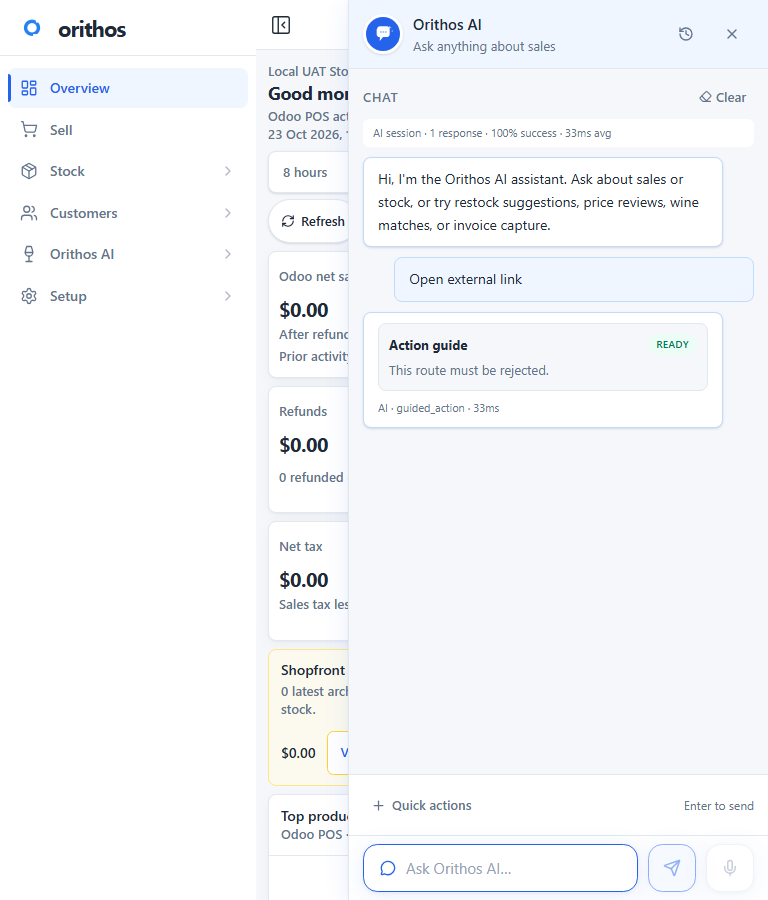 orithos
Overview
Sell
Stock
Customers
Orithos AI
Setup
Local UAT Sto
Good mor
Odoo POS act
23 Oct 2026,
8 hours
Refresh
Odoo net sa
$0.00
After refund
Prior activity
Refunds
$0.00
0 refunded
Net tax
$0.00
Sales tax les
Shopfront
0 latest arch
stock.
$0.00
V
Top produ
Odoo POS ·
Orithos AI
Ask anything about sales
CHAT
Clear
AI session · 1 response · 100% success · 33ms avg
Hi, I'm the Orithos AI assistant. Ask about sales or
stock, or try restock suggestions, price reviews, wine
matches, or invoice capture.
Open external link
Action guide
READY
This route must be rejected.
AI · guided_action · 33ms
Quick actions
Enter to send
Ask Orithos AI...